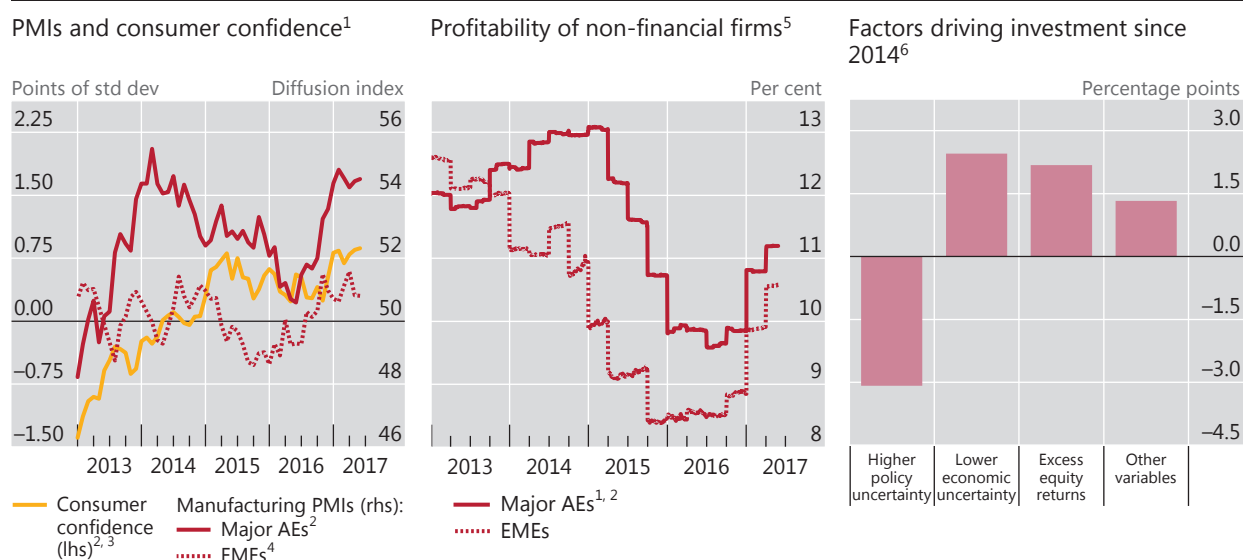 PMIs and consumer confidence¹
Points of std dev Diffusion index
2.25 56
1.50 54
0.75 52
0.00 50
–0.75 48
–1.50 46
2013 2014 2015 2016 2017
Consumer confidence (lhs)²,³
Manufacturing PMIs (rhs):
Major AEs²
EMEs⁴
Profitability of non-financial firms⁵
Per cent
13
12
11
10
9
8
2013 2014 2015 2016 2017
Major AEs¹,²
EMEs
Factors driving investment since
2014⁶
Percentage points
3.0
1.5
0.0
–1.5
–3.0
–4.5
Higher policy uncertainty
Lower economic uncertainty
Excess equity returns
Other variables